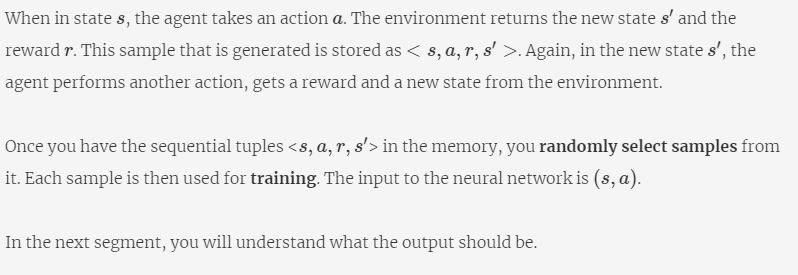 When in state s, the agent takes an action a. The environment returns the new state s′ and the
reward r. This sample that is generated is stored as < s, a, r, s′ >. Again, in the new state s′, the
agent performs another action, gets a reward and a new state from the environment.
Once you have the sequential tuples <s, a, r, s′> in the memory, you randomly select samples from
it. Each sample is then used for training. The input to the neural network is (s, a).
In the next segment, you will understand what the output should be.